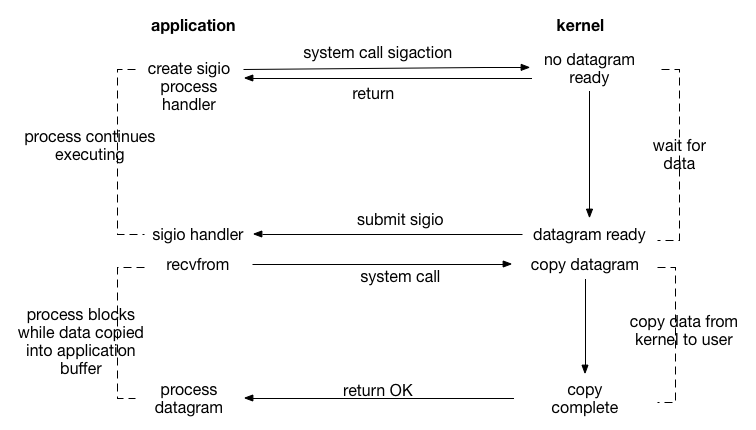 application
kernel
system call sigaction
create sigio
process
handler
no datagram
ready
return
process continues
executing
wait for
data
submit sigio
sigio handler
datagram ready
recvfrom
system call
copy datagram
process blocks
while data copied
into application
buffer
copy data from
kernel to user
process
datagram
return OK
copy
complete